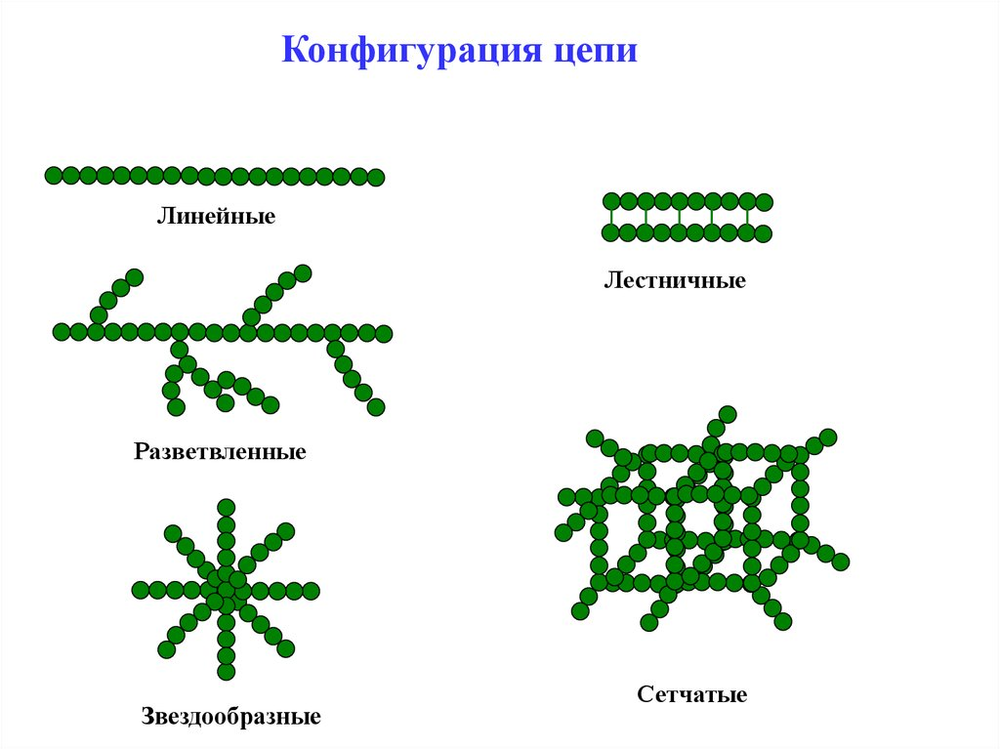 Конфигурация цепи
Линейные
Лестничные
Разветвленные
Сетчатые
Звездообразные